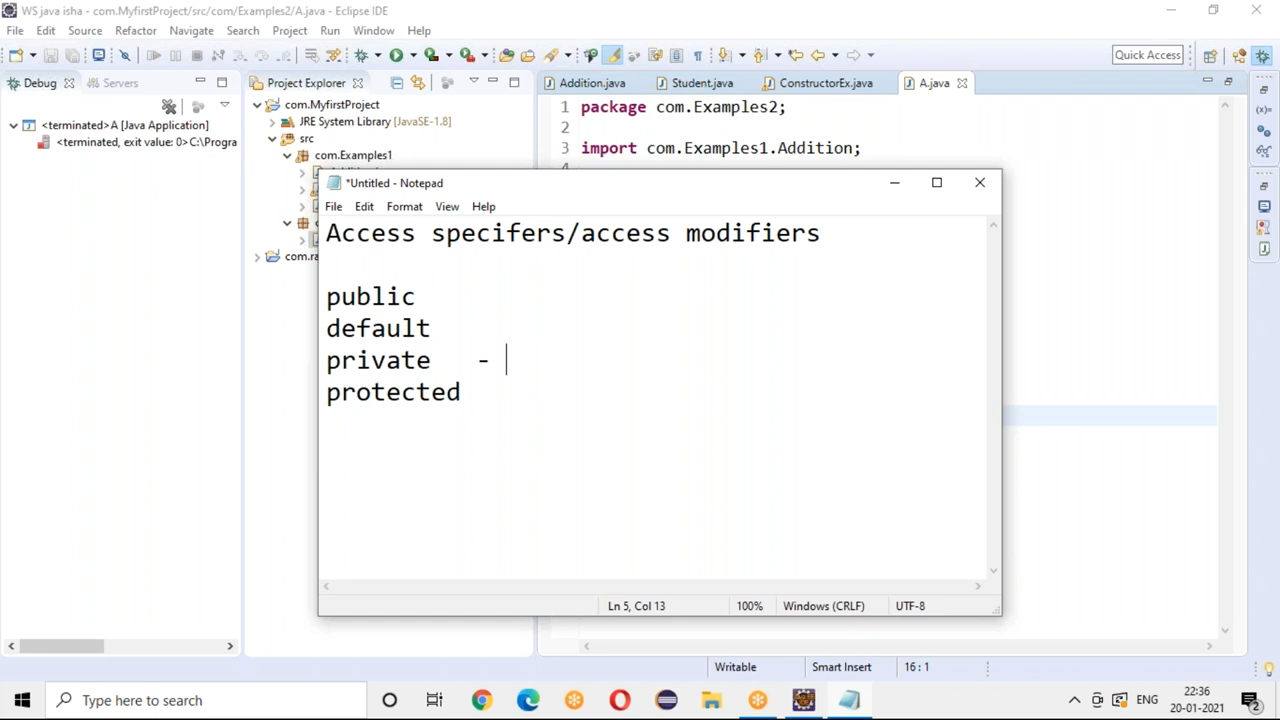 WS java isha - com.MyfirstProject/src/com/Examples2/A.java - Eclipse IDE
File Edit Source Refactor Navigate Search Project Run Window Help
Quick Access
Debug Servers
Project Explorer
Addition.java Student.java ConstructorEx.java A.java
<terminated>A [Java Application]
<terminated, exit value: 0>C:\Progra
com.MyfirstProject
JRE System Library [JavaSE-1.8]
src
com.Examples1
com.ra
1 package com.Examples2;
2
3 import com.Examples1.Addition;
*Untitled - Notepad
File Edit Format View Help
Access specifers/access modifiers
public
default
private -
protected
Ln 5, Col 13 100% Windows (CRLF) UTF-8
Writable Smart Insert 16 : 1
Type here to search
ENG
22:36
20-01-2021
2